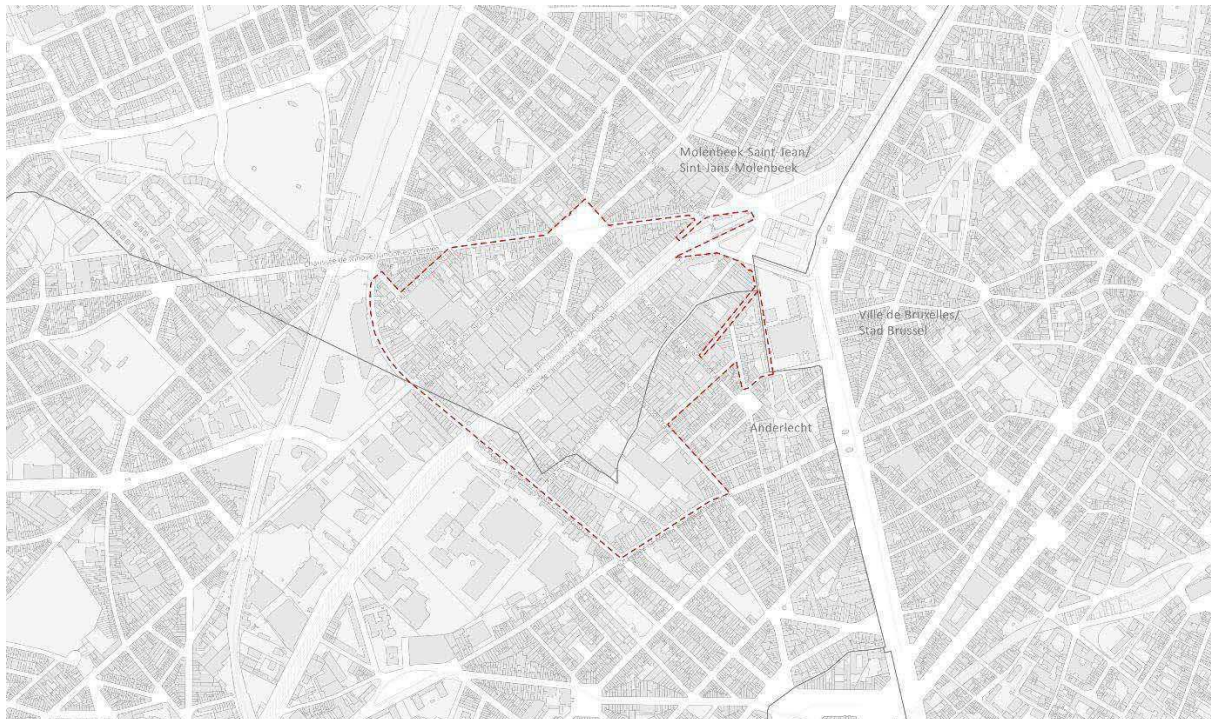 Molenbeek-Saint-Jean/
Sint-Jans-Molenbeek
Ville de Bruxelles/
Stad Brussel
Anderlecht